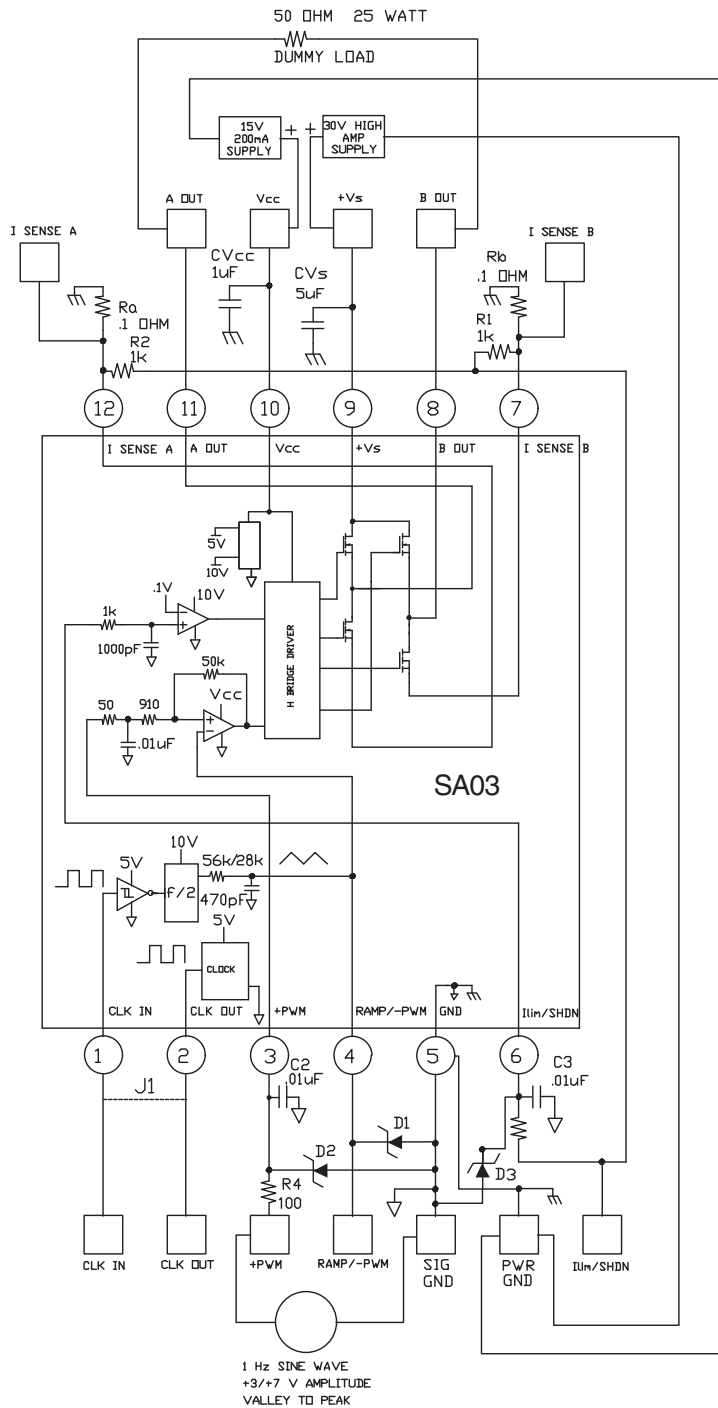 50 OHM 25 WATT
DUMMY LOAD
15V
200mA
SUPPLY
+ +
30V HIGH
AMP
SUPPLY
A OUT
Vcc
+Vs
B OUT
I SENSE A
I SENSE B
CVcc
1uF
CVs
5uF
Ra
.1 OHM
Rb
.1 OHM
R2
1k
R1
1k
12
11
10
9
8
7
I SENSE A
A OUT
Vcc
+Vs
B OUT
I SENSE B
5V
10V
.1V
10V
1k
1000pF
H BRIDGE DRIVER
50k
50
910
Vcc
.01uF
SA03
10V
5V
56k/28k
f/2
470pF
5V
CLOCK
CLK IN
CLK OUT
+PWM
RAMP/-PWM
GND
Ilim/SHDN
1
2
3
4
5
6
J1
C2
.01uF
C3
.01uF
D1
D2
D3
R4
100
CLK IN
CLK OUT
+PWM
RAMP/-PWM
SIG
GND
PWR
GND
Ilim/SHDN
1 Hz SINE WAVE
+3/+7 V AMPLITUDE
VALLEY TO PEAK